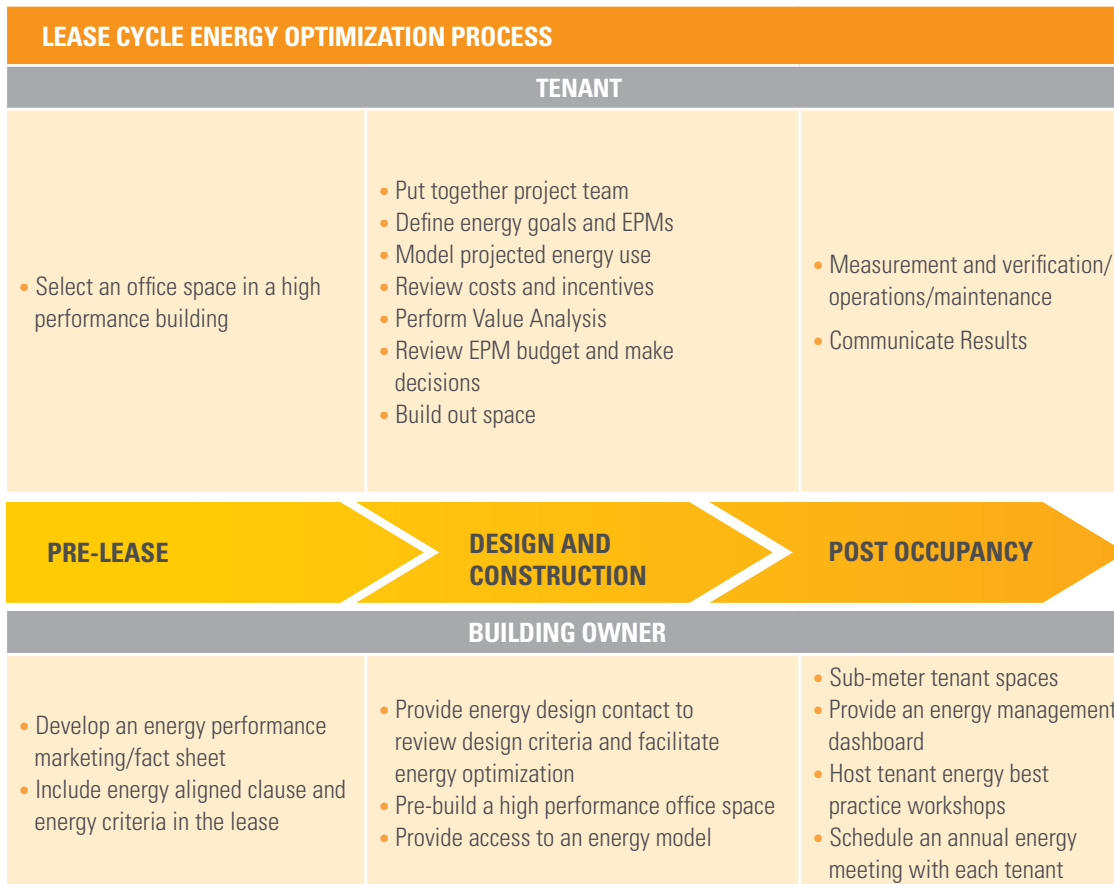 LEASE CYCLE ENERGY OPTIMIZATION PROCESS
TENANT
• Select an office space in a high
performance building
• Put together project team
• Define energy goals and EPMs
• Model projected energy use
• Review costs and incentives
• Perform Value Analysis
• Review EPM budget and make
decisions
• Build out space
• Measurement and verification/
operations/maintenance
• Communicate Results
PRE-LEASE
DESIGN AND
CONSTRUCTION
POST OCCUPANCY
BUILDING OWNER
• Develop an energy performance
marketing/fact sheet
• Include energy aligned clause and
energy criteria in the lease
• Provide energy design contact to
review design criteria and facilitate
energy optimization
• Pre-build a high performance office space
• Provide access to an energy model
• Sub-meter tenant spaces
• Provide an energy management
dashboard
• Host tenant energy best
practice workshops
• Schedule an annual energy
meeting with each tenant